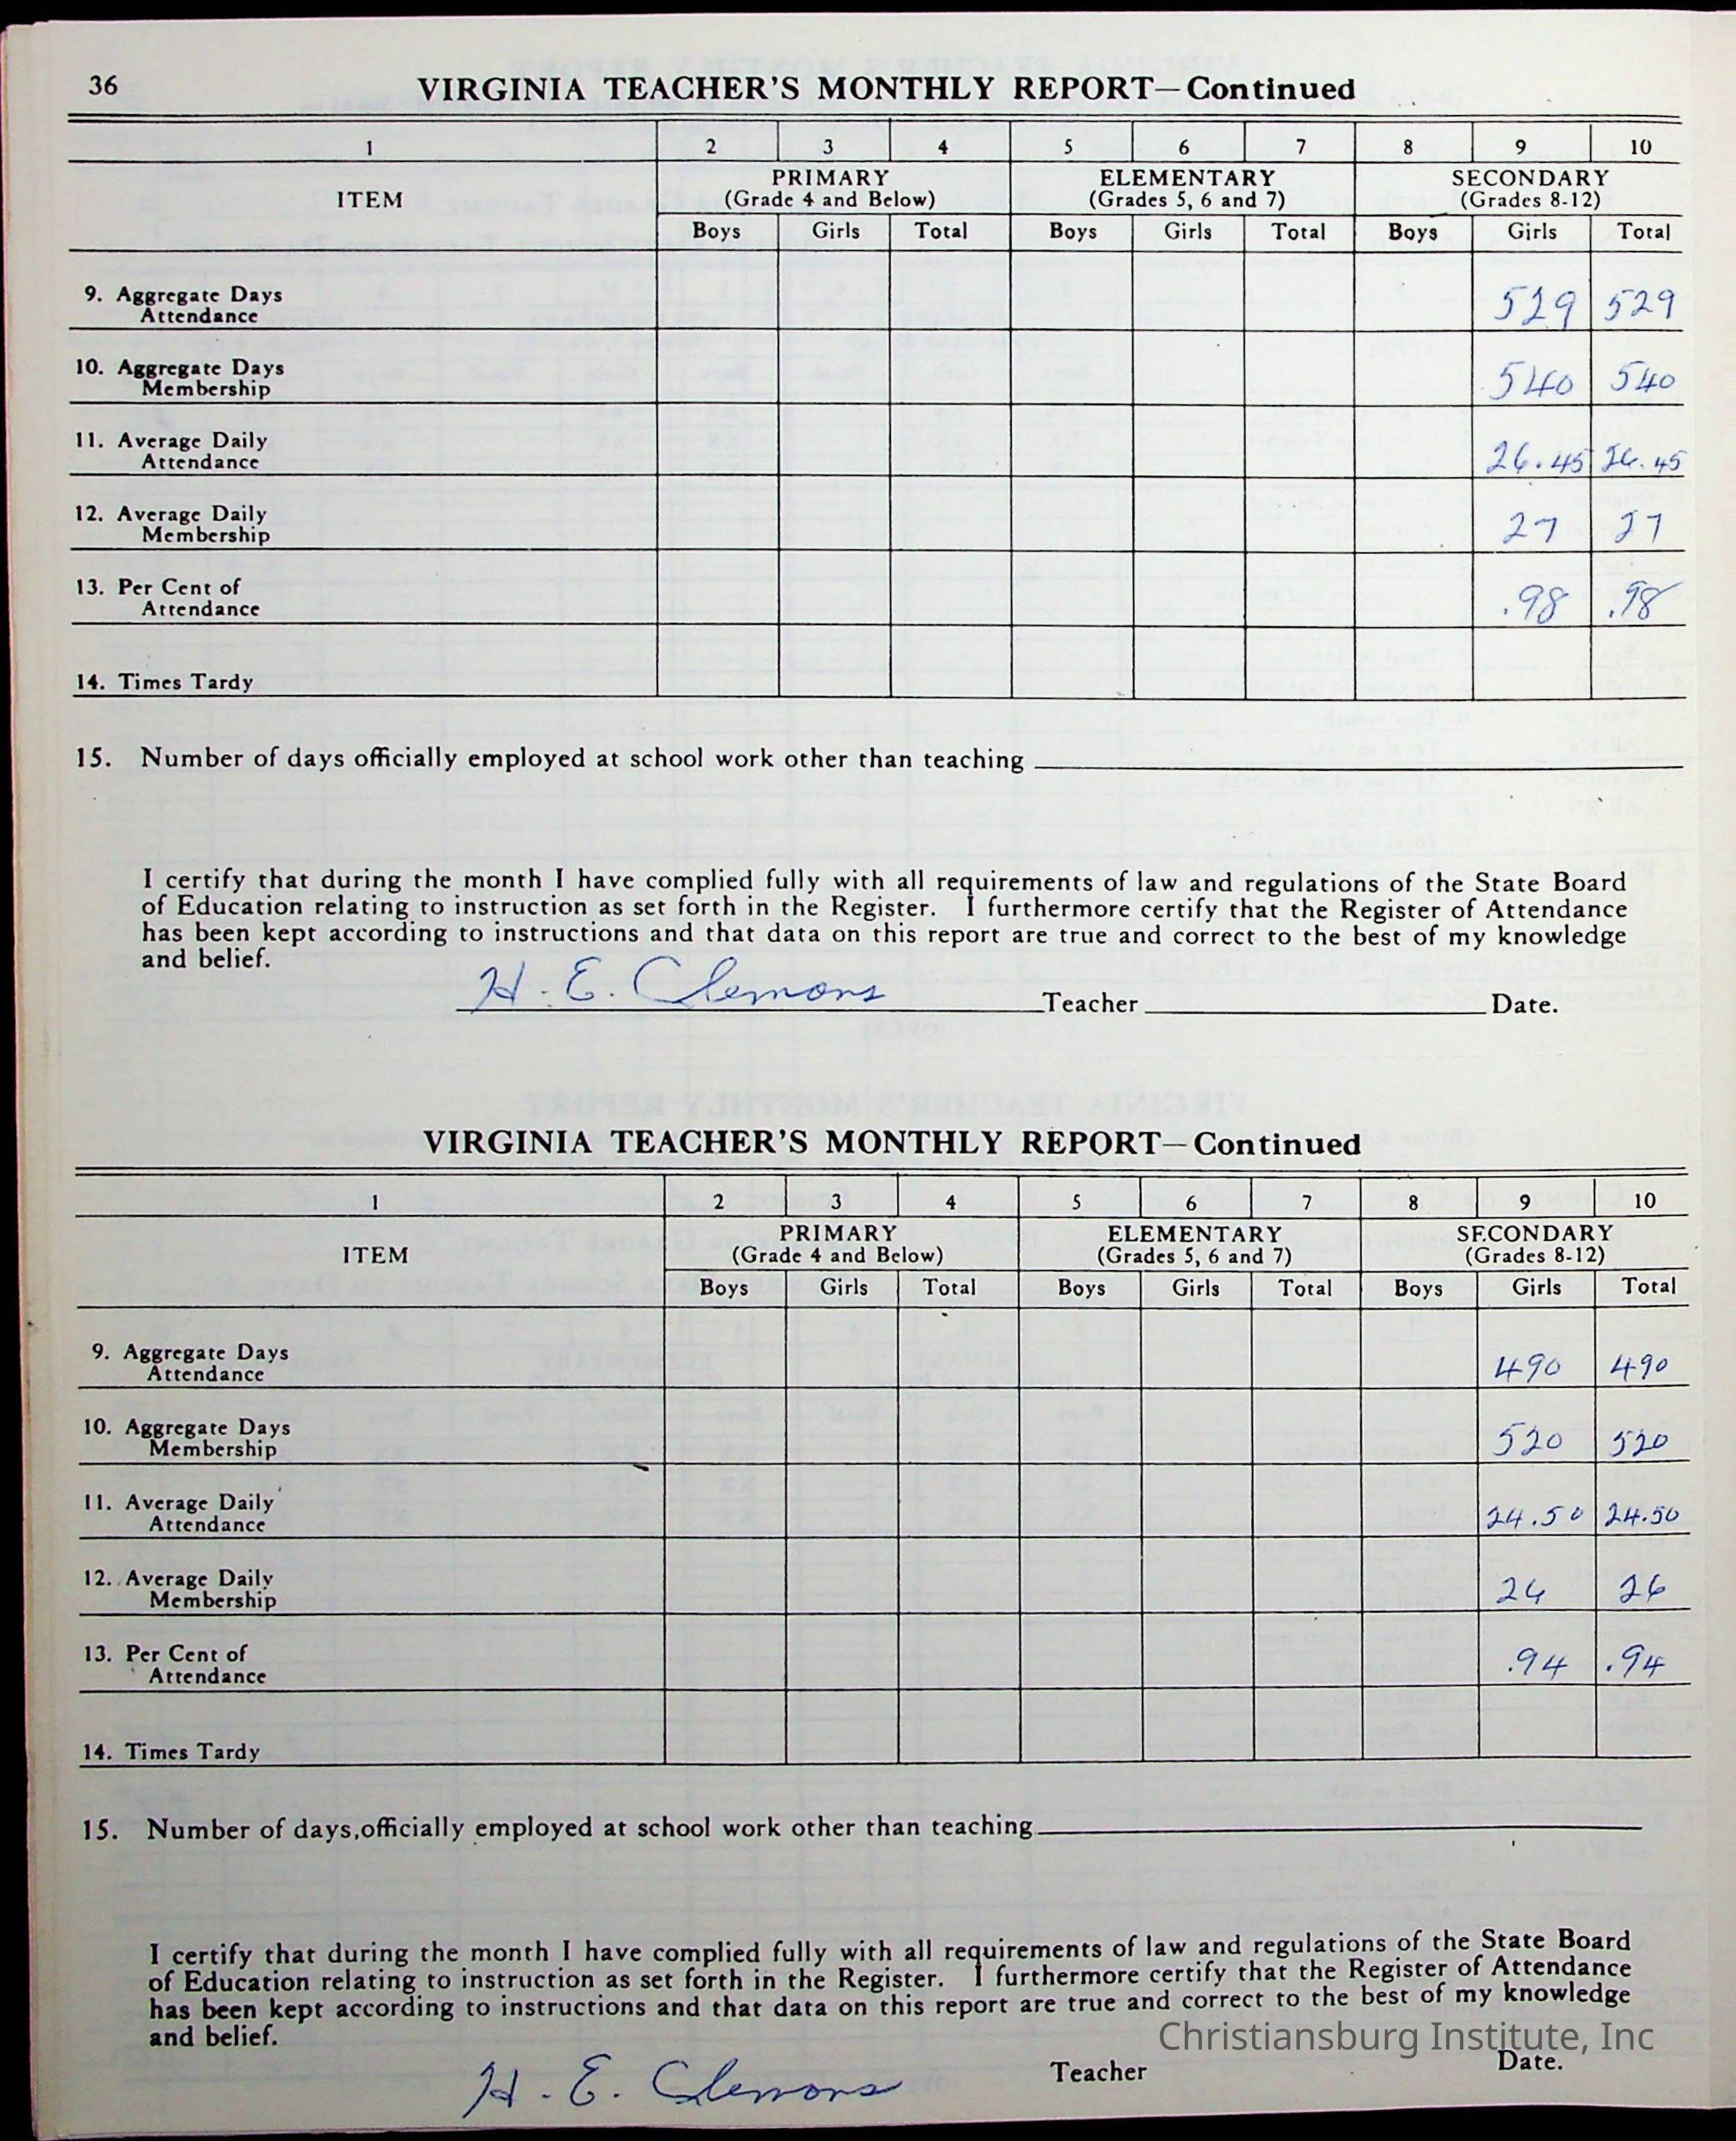 36
VIRGINIA TEACHER'S MONTHLY REPORT—Continued
1 2 3 4 5 6 7 8 9 10
ITEM
PRIMARY ELEMENTARY SECONDARY
(Grade 4 and Below) (Grades 5, 6 and 7) (Grades 8-12)
Boys Girls Total Boys Girls Total Boys Girls Total
9. Aggregate Days
Attendance 529 529
10. Aggregate Days
Membership 540 540
11. Average Daily
Attendance 26.45 26.45
12. Average Daily
Membership 27 27
13. Per Cent of
Attendance .98 .98
14. Times Tardy
15. Number of days officially employed at school work other than teaching
I certify that during the month I have complied fully with all requirements of law and regulations of the State Board
of Education relating to instruction as set forth in the Register. I furthermore certify that the Register of Attendance
has been kept according to instructions and that data on this report are true and correct to the best of my knowledge
and belief.
H. E. Clemons Teacher Date.
VIRGINIA TEACHER'S MONTHLY REPORT—Continued
1 2 3 4 5 6 7 8 9 10
ITEM
PRIMARY ELEMENTARY SECONDARY
(Grade 4 and Below) (Grades 5, 6 and 7) (Grades 8-12)
Boys Girls Total Boys Girls Total Boys Girls Total
9. Aggregate Days
Attendance 490 490
10. Aggregate Days
Membership 520 520
11. Average Daily
Attendance 24.50 24.50
12. Average Daily
Membership 26 26
13. Per Cent of
Attendance .94 .94
14. Times Tardy
15. Number of days officially employed at school work other than teaching
I certify that during the month I have complied fully with all requirements of law and regulations of the State Board
of Education relating to instruction as set forth in the Register. I furthermore certify that the Register of Attendance
has been kept according to instructions and that data on this report are true and correct to the best of my knowledge
and belief.
Christiansburg Institute, Inc
H. E. Clemons Teacher Date.